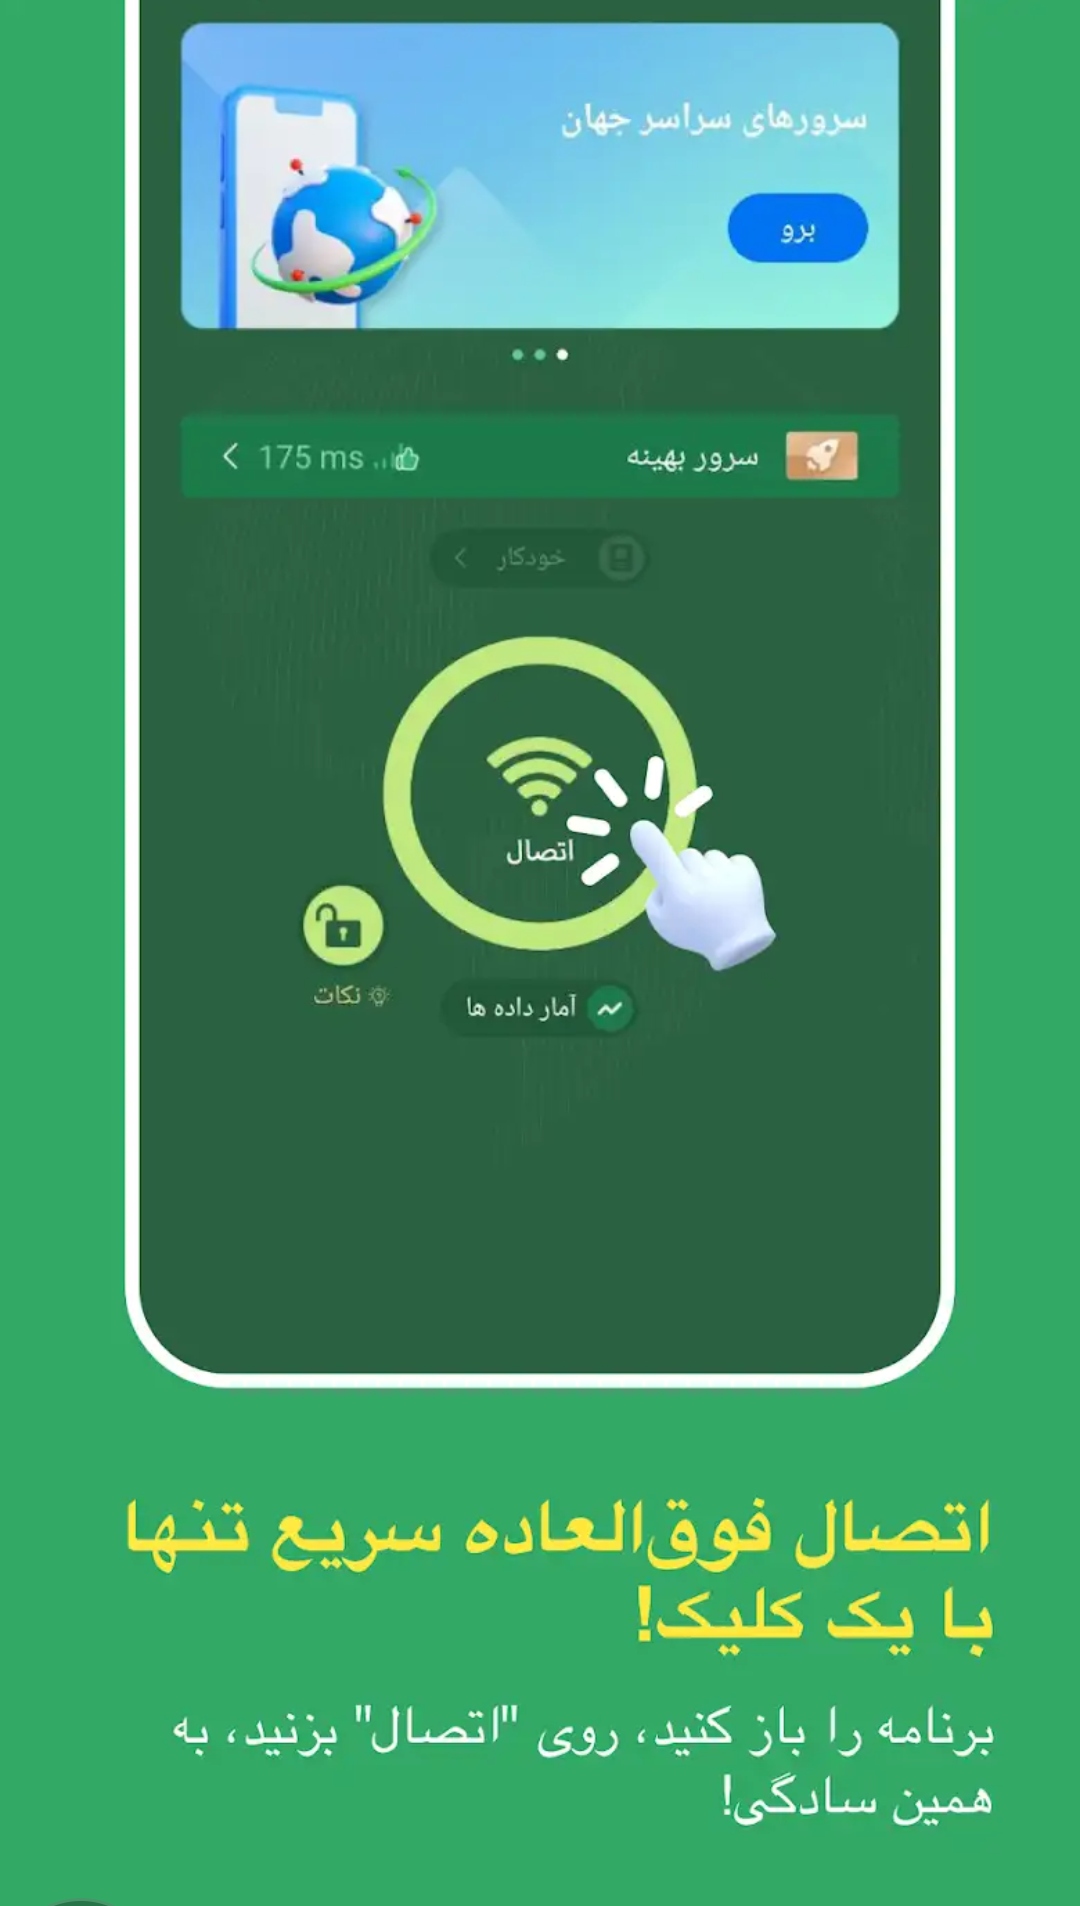 سرورهای سراسر جهان
برو
سرور بهینه 175 ms
خودکار
اتصال
نکات
آمار داده ها
اتصال فوق‌العاده سریع تنها
با یک کلیک!
برنامه را باز کنید، روی "اتصال" بزنید، به
همین سادگی!